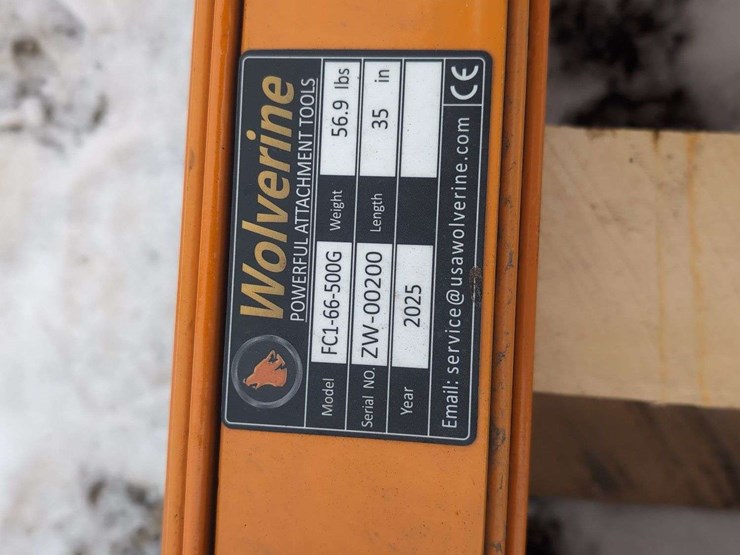 Wolverine
POWERFUL ATTACHMENT TOOLS
Model FC1-66-500G Weight 56.9 lbs
Serial NO. ZW-00200 Length 35 in
Year 2025
Email: service@usawolverine.com CE